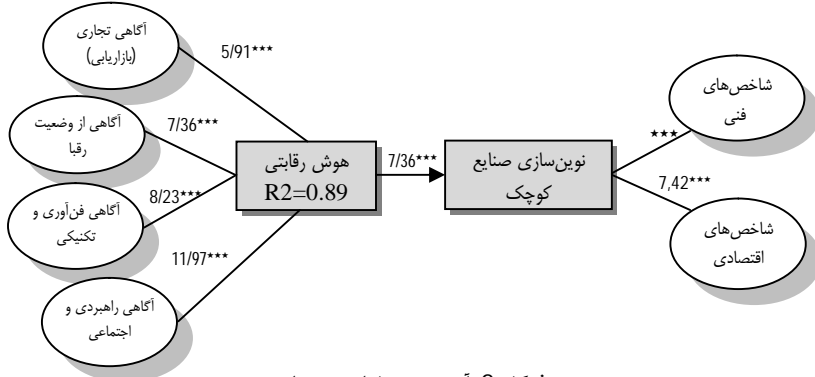 آگاهی تجاری
(بازاریابی)
5/91***
آگاهی از وضعیت
رقبا
7/36***
آگاهی فن‌آوری و
تکنیکی
8/23***
آگاهی راهبردی و
اجتماعی
11/97***
هوش رقابتی
R2=0.89
7/36***
نوین‌سازی صنایع
کوچک
شاخص‌های
فنی
***
7,42***
شاخص‌های
اقتصادی